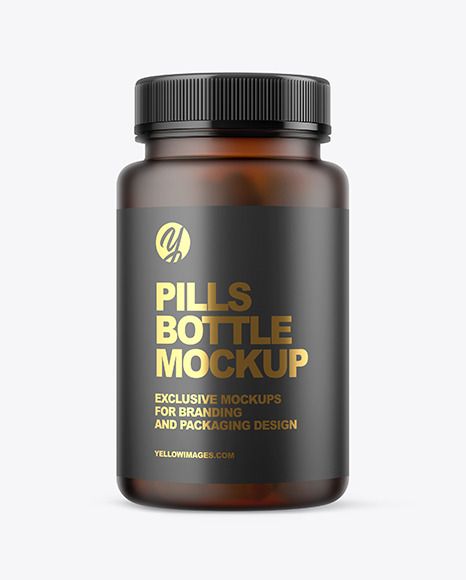 Y
PILLS
BOTTLE
MOCKUP
EXCLUSIVE MOCKUPS
FOR BRANDING
AND PACKAGING DESIGN
YELLOWIMAGES.COM